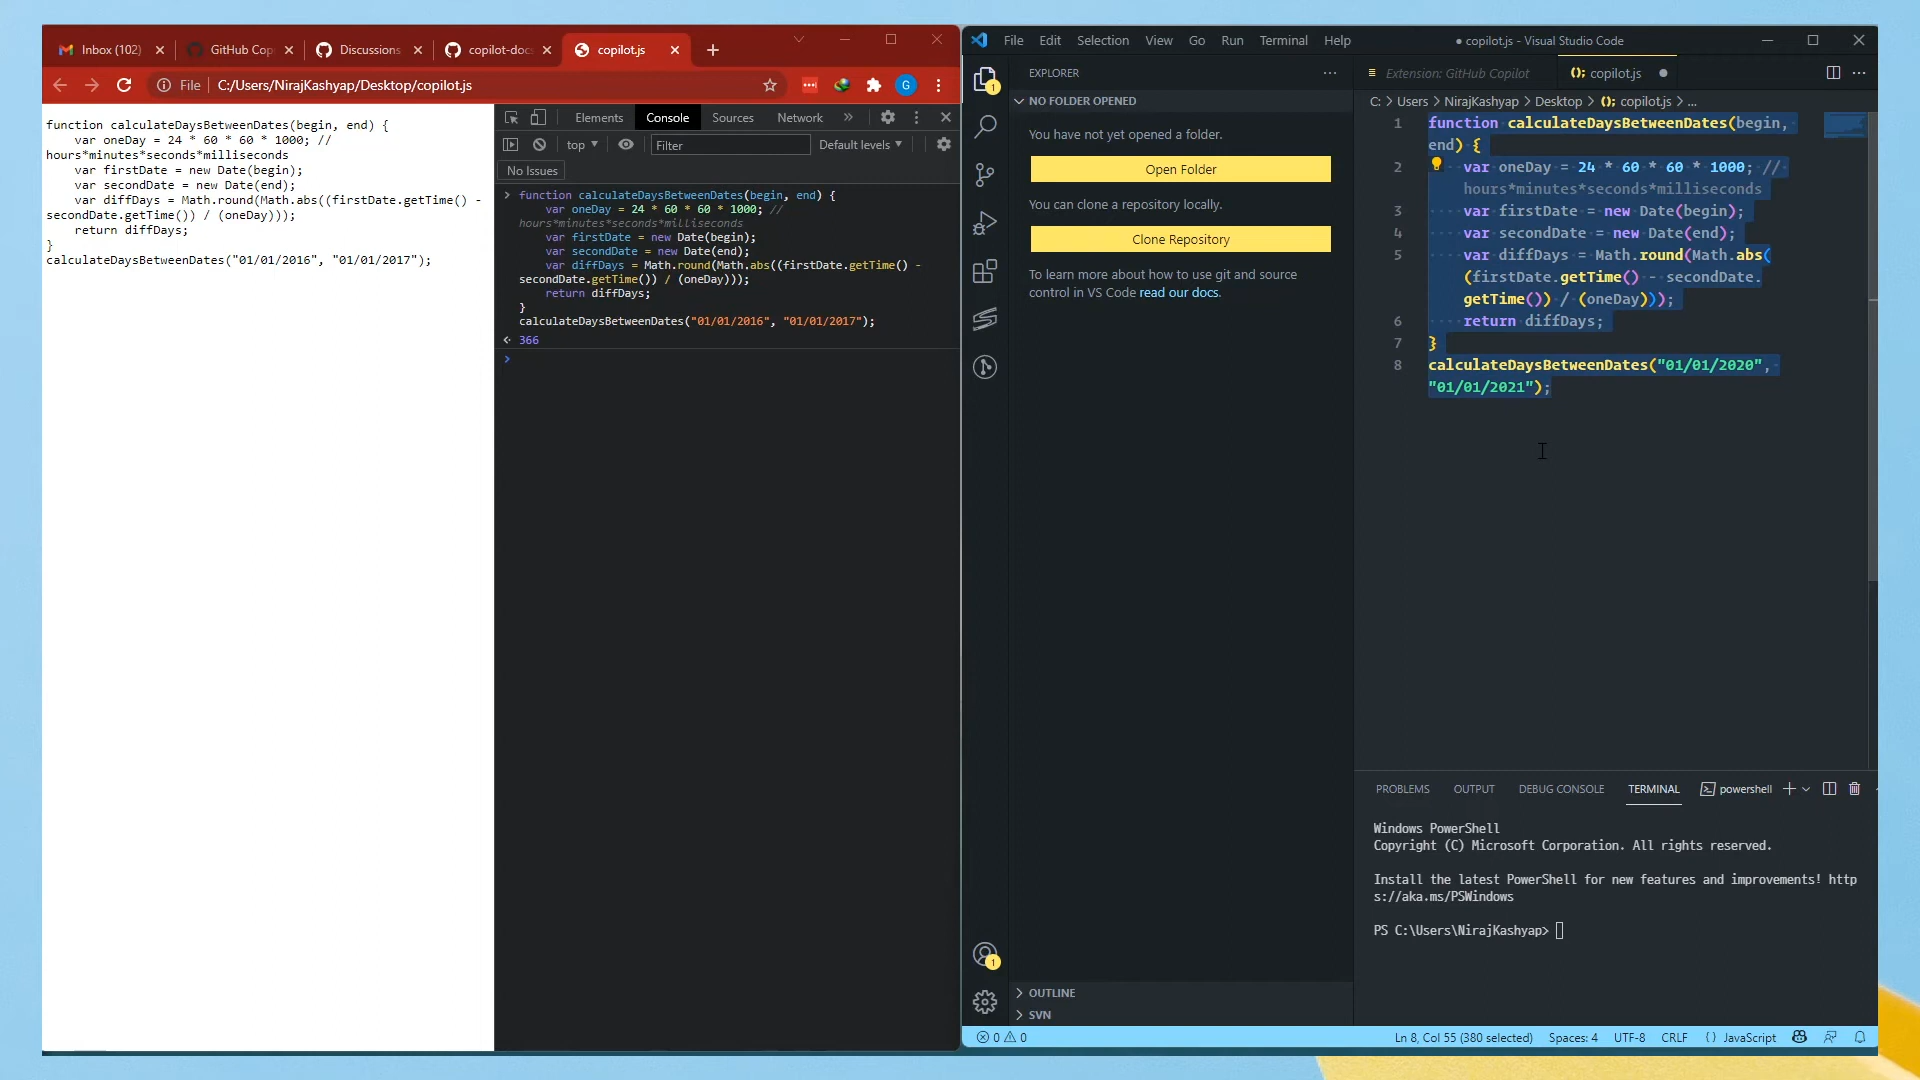 Inbox (102)
GitHub Cop
Discussions
copilot-docs
copilot.js
File
C:/Users/NirajKashyap/Desktop/copilot.js
G
function calculateDaysBetweenDates(begin, end) {
    var oneDay = 24 * 60 * 60 * 1000; //
hours*minutes*seconds*milliseconds
    var firstDate = new Date(begin);
    var secondDate = new Date(end);
    var diffDays = Math.round(Math.abs((firstDate.getTime() -
secondDate.getTime()) / (oneDay)));
    return diffDays;
}
calculateDaysBetweenDates("01/01/2016", "01/01/2017");
Elements
Console
Sources
Network
top
Filter
Default levels
No Issues
function calculateDaysBetweenDates(begin, end) {
    var oneDay = 24 * 60 * 60 * 1000; //
hours*minutes*seconds*milliseconds
    var firstDate = new Date(begin);
    var secondDate = new Date(end);
    var diffDays = Math.round(Math.abs((firstDate.getTime() -
secondDate.getTime()) / (oneDay)));
    return diffDays;
}
calculateDaysBetweenDates("01/01/2016", "01/01/2017");
366
File Edit Selection View Go Run Terminal Help
● copilot.js - Visual Studio Code
1
1
EXPLORER
NO FOLDER OPENED
You have not yet opened a folder.
Open Folder
You can clone a repository locally.
Clone Repository
To learn more about how to use git and source
control in VS Code read our docs.
OUTLINE
SVN
Extension: GitHub Copilot
copilot.js
C: > Users > NirajKashyap > Desktop > copilot.js > ...
1 function calculateDaysBetweenDates(begin,
end) {
2     var oneDay = 24 * 60 * 60 * 1000; //
hours*minutes*seconds*milliseconds
3     var firstDate = new Date(begin);
4     var secondDate = new Date(end);
5     var diffDays = Math.round(Math.abs(
(firstDate.getTime() - secondDate.
getTime()) / (oneDay)));
6     return diffDays;
7 }
8 calculateDaysBetweenDates("01/01/2020",
"01/01/2021");
PROBLEMS OUTPUT DEBUG CONSOLE TERMINAL powershell
Windows PowerShell
Copyright (C) Microsoft Corporation. All rights reserved.
Install the latest PowerShell for new features and improvements! http
s://aka.ms/PSWindows
PS C:\Users\NirajKashyap>
0 0
Ln 8, Col 55 (380 selected) Spaces: 4 UTF-8 CRLF { } JavaScript